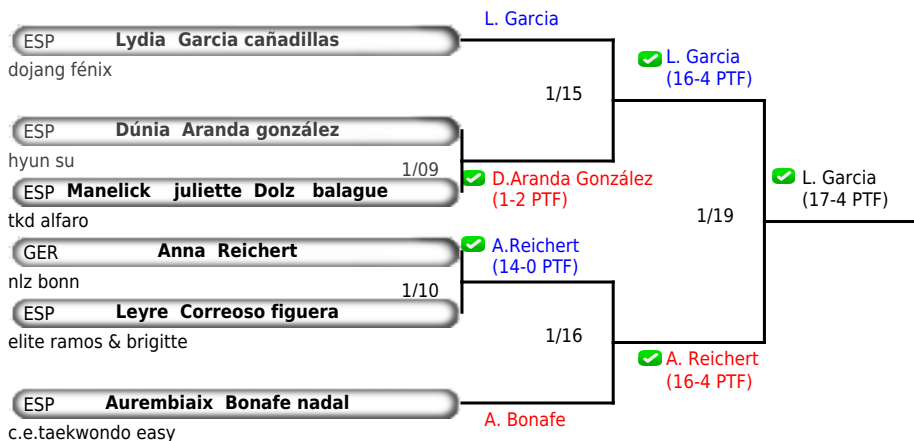 L. Garcia
ESP Lydia Garcia cañadillas
dojang fénix
L. Garcia
(16-4 PTF)
1/15
ESP Dúnia Aranda gonzález
hyun su
1/09
ESP Manelick juliette Dolz balague
tkd alfaro
D.Aranda González
(1-2 PTF)
L. Garcia
(17-4 PTF)
1/19
GER Anna Reichert
nlz bonn
A.Reichert
(14-0 PTF)
1/10
ESP Leyre Correoso figuera
elite ramos & brigitte
1/16
A. Reichert
(16-4 PTF)
ESP Aurembiaix Bonafe nadal
c.e.taekwondo easy
A. Bonafe